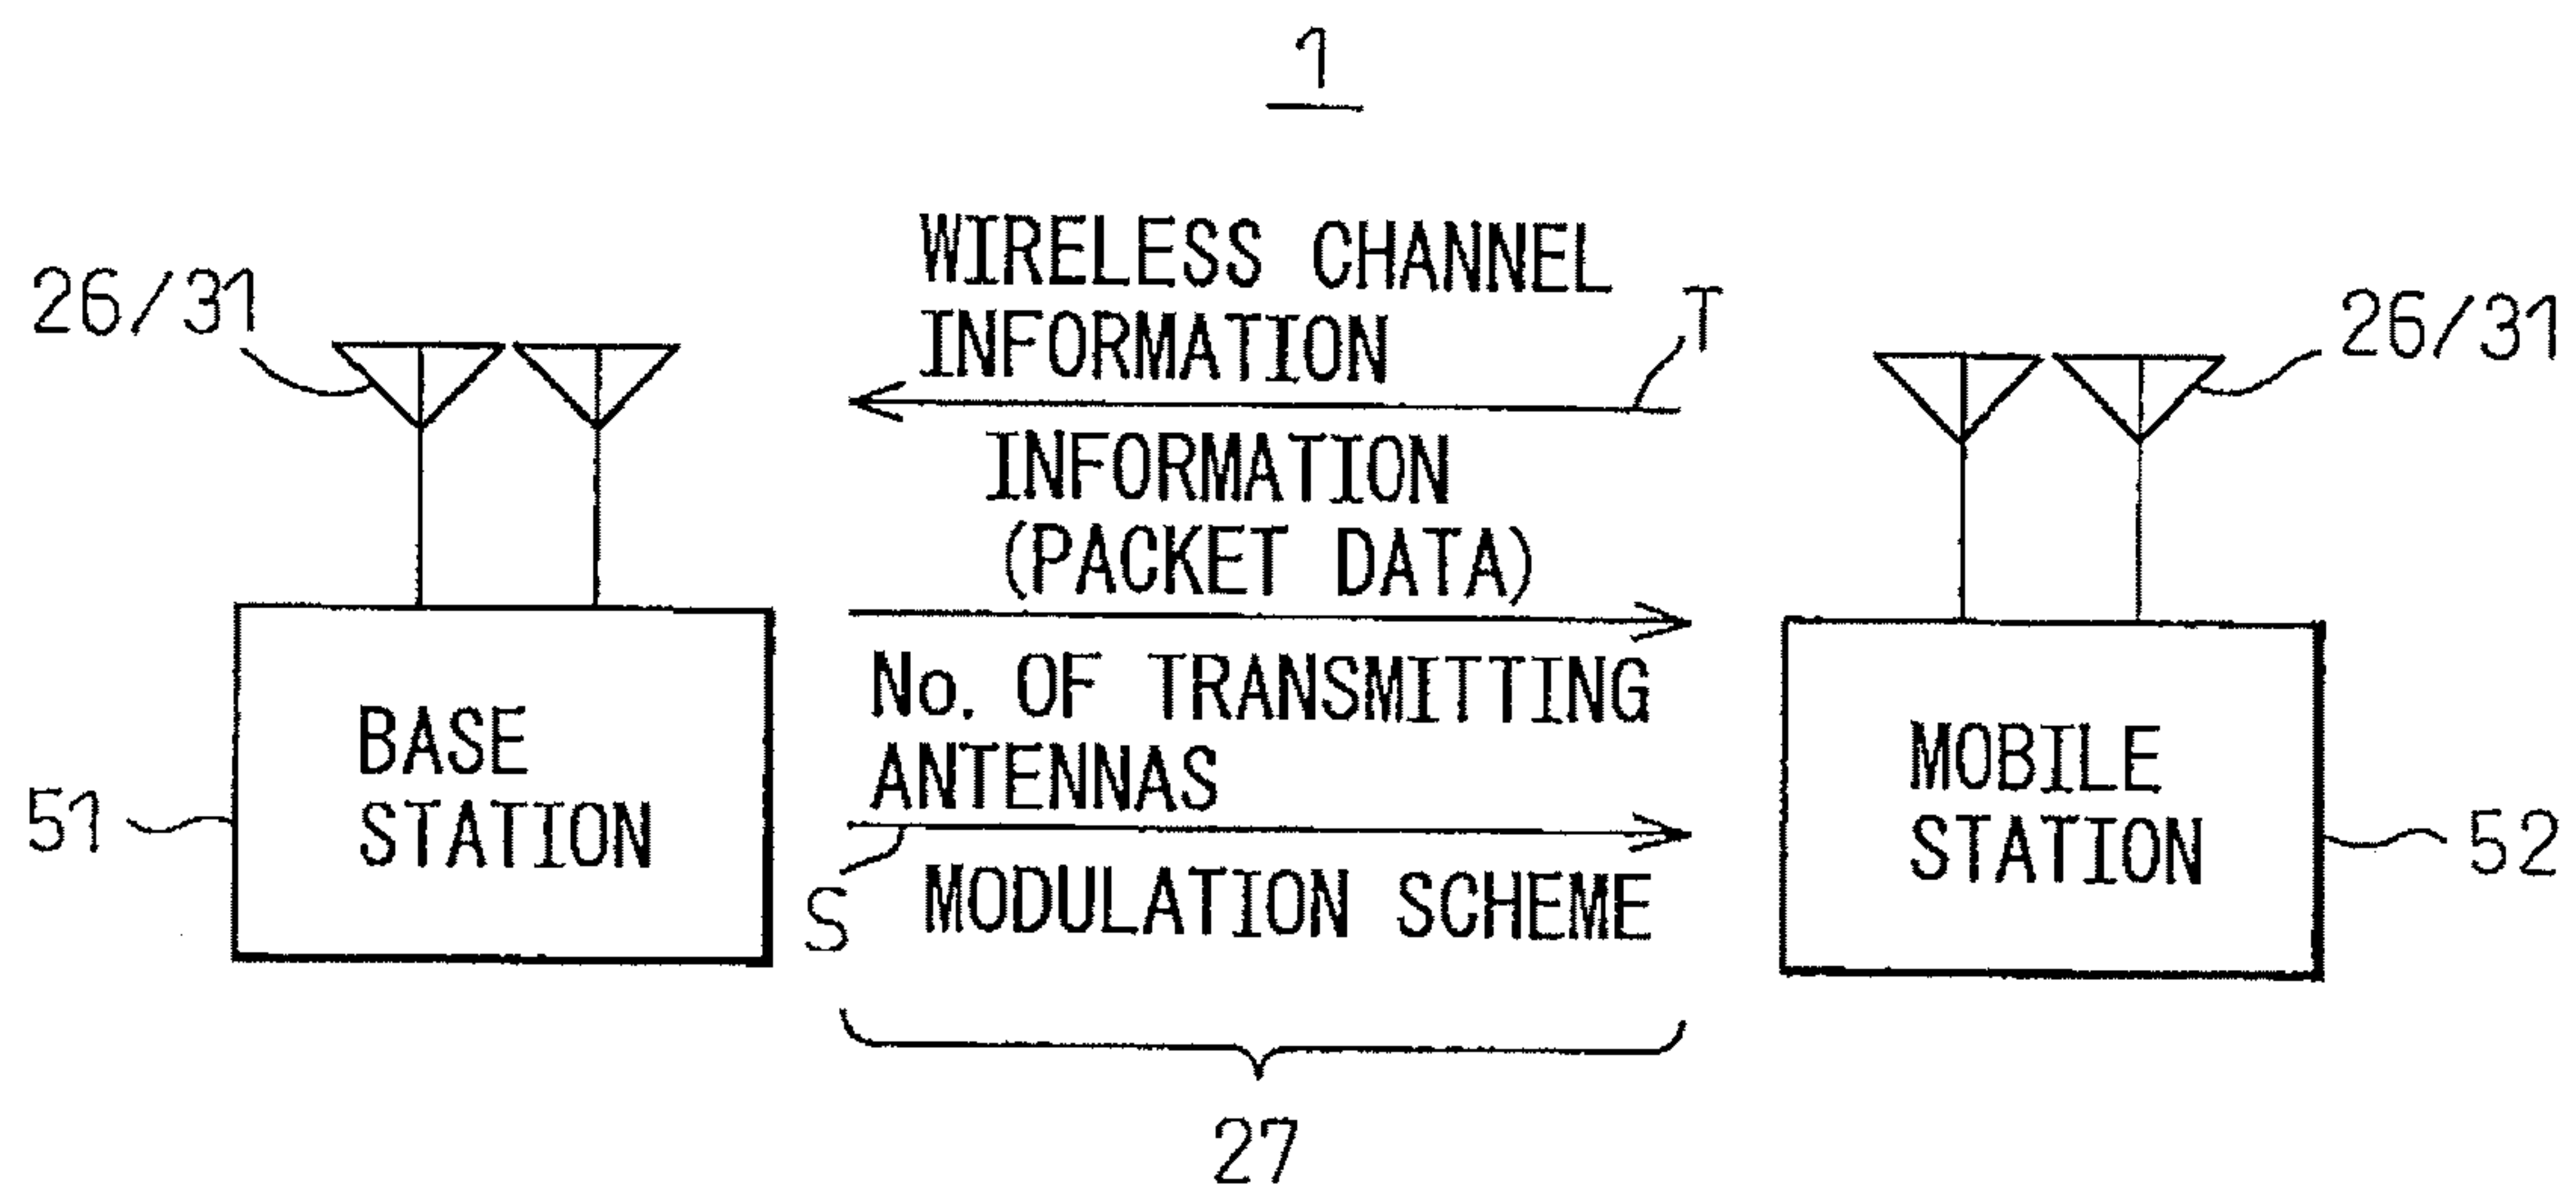 1
WIRELESS CHANNEL
INFORMATION
T
26/31
26/31
INFORMATION
(PACKET DATA)
No. OF TRANSMITTING
ANTENNAS
BASE
STATION
MOBILE
STATION
51
52
S
MODULATION SCHEME
27